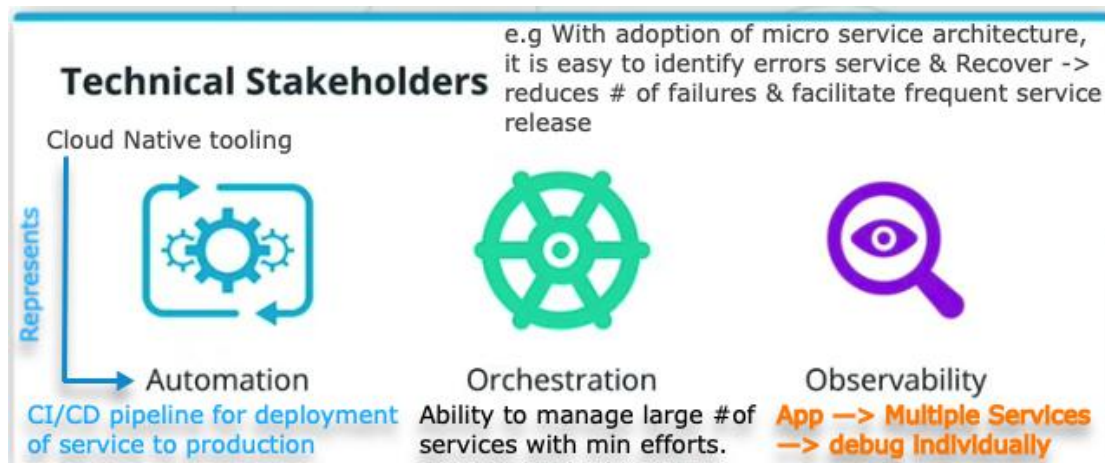 e.g With adoption of micro service architecture,
it is easy to identify errors service & Recover ->
reduces # of failures & facilitate frequent service
release
Technical Stakeholders
Cloud Native tooling
Represents
Automation
Orchestration
Observability
CI/CD pipeline for deployment
of service to production
Ability to manage large #of
services with min efforts.
App —> Multiple Services
—> debug individually